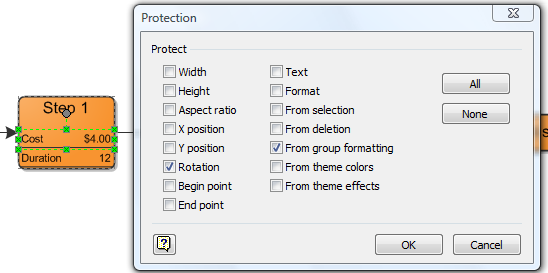 Protection
Protect
Width
Height
Aspect ratio
X position
Y position
Rotation
Begin point
End point
Text
Format
From selection
From deletion
From group formatting
From theme colors
From theme effects
All
None
OK
Cancel
Step 1
Cost $4.00
Duration 12
S